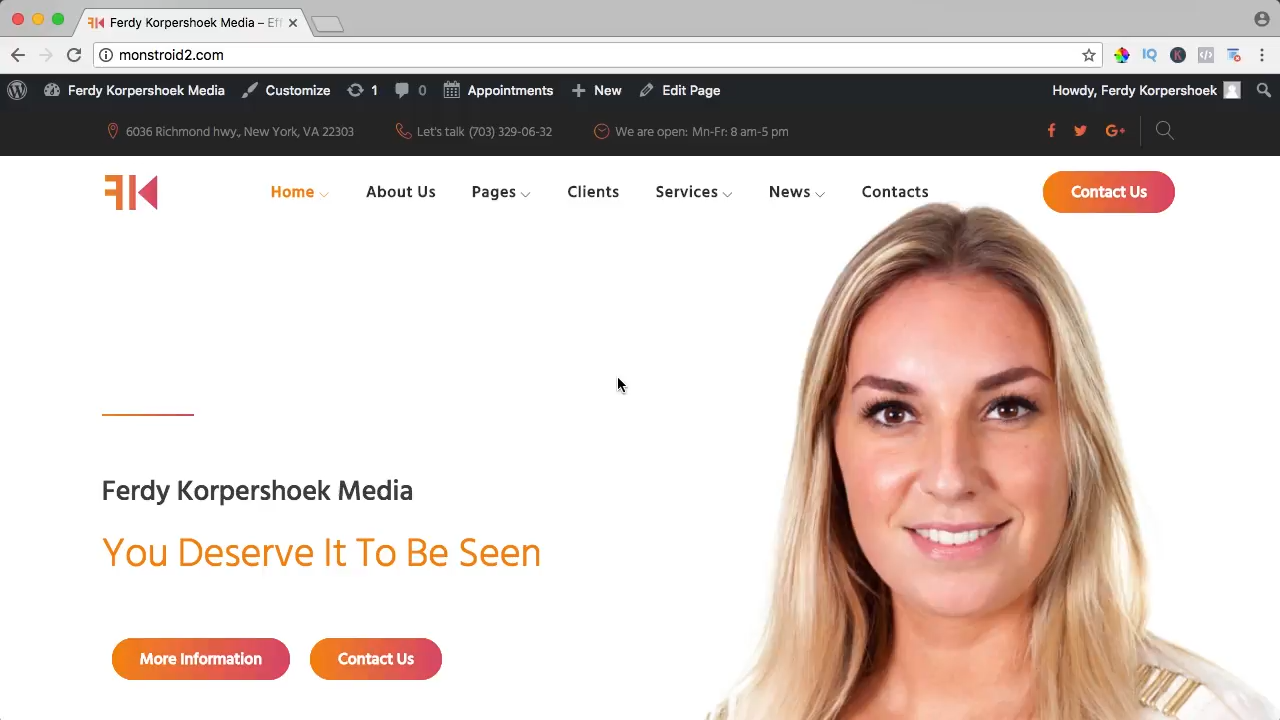 Ferdy Korpershoek Media – Eff
monstroid2.com
Ferdy Korpershoek Customize 1 0 Appointments New Edit Page Howdy, Ferdy Korpershoek
6036 Richmond hwy., New York, VA 22303 Let's talk (703) 329-06-32 We are open: Mn-Fr: 8 am-5 pm
FK Home About Us Pages Clients Services News Contacts Contact Us
Ferdy Korpershoek Media
You Deserve It To Be Seen
More Information Contact Us